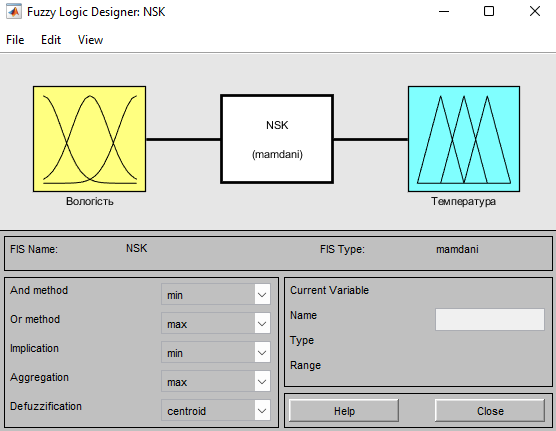 Fuzzy Logic Designer: NSK
File Edit View
NSK
(mamdani)
Вологість
Температура
FIS Name: NSK
FIS Type: mamdani
And method min
Or method max
Implication min
Aggregation max
Defuzzification centroid
Current Variable
Name
Type
Range
Help
Close